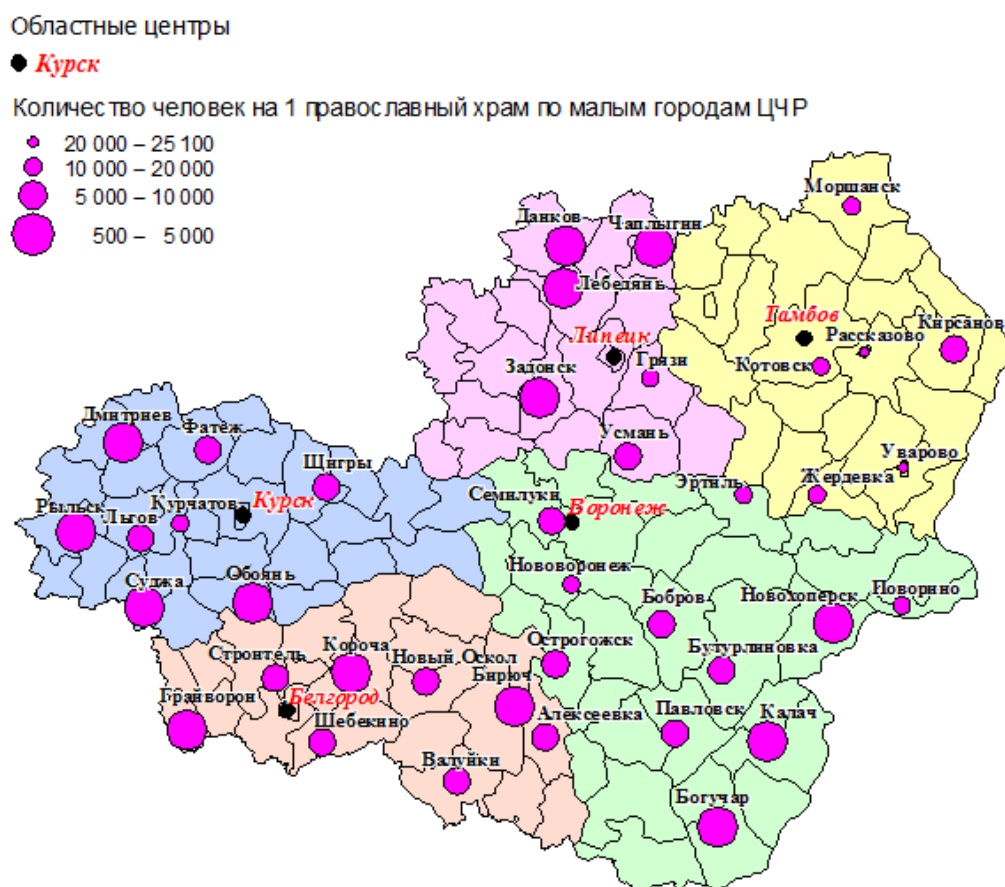 Областные центры
Курск
Количество человек на 1 православный храм по малым городам ЦЧР
20 000 – 25 100
10 000 – 20 000
5 000 – 10 000
500 – 5 000
Моршанск
Данков
Чаплыгин
Лебедянь
Тамбов
Липецк
Рассказово
Кирсанов
Котовск
Грязи
Задонск
Дмитриев
Фатеж
Усмань
Уварово
Щигры
Эртиль
Жердевка
Семилуки
Воронеж
Рыльск
Льгов
Курчатов
Курск
Нововоронеж
Суджа
Обоянь
Бобров
Новохоперск
Поворино
Строитель
Короча
Новый Оскол
Острогожск
Бутурлиновка
Бирюч
Грайворон
Белгород
Шебекино
Алексеевка
Павловск
Калач
Валуйки
Богучар